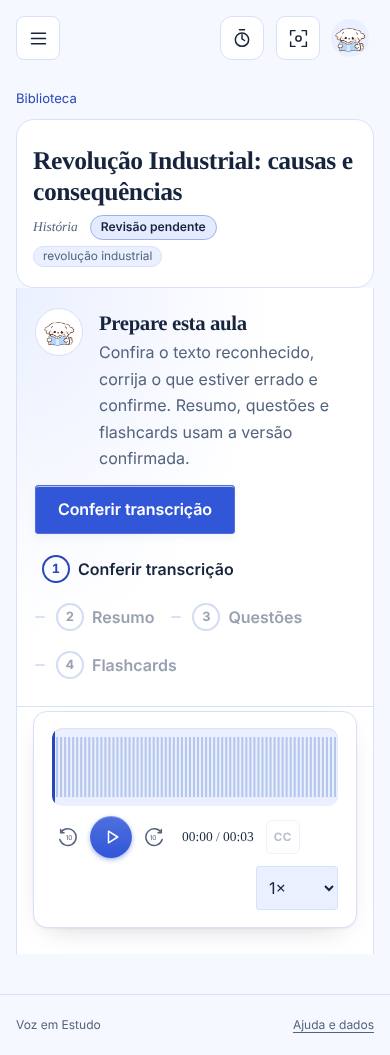 Biblioteca
Revolução Industrial: causas e
consequências
História
Revisão pendente
revolução industrial
Prepare esta aula
Confira o texto reconhecido,
corrija o que estiver errado e
confirme. Resumo, questões e
flashcards usam a versão
confirmada.
Conferir transcrição
1 Conferir transcrição
2 Resumo
3 Questões
4 Flashcards
10
10
00:00 / 00:03
CC
1×
Voz em Estudo
Ajuda e dados